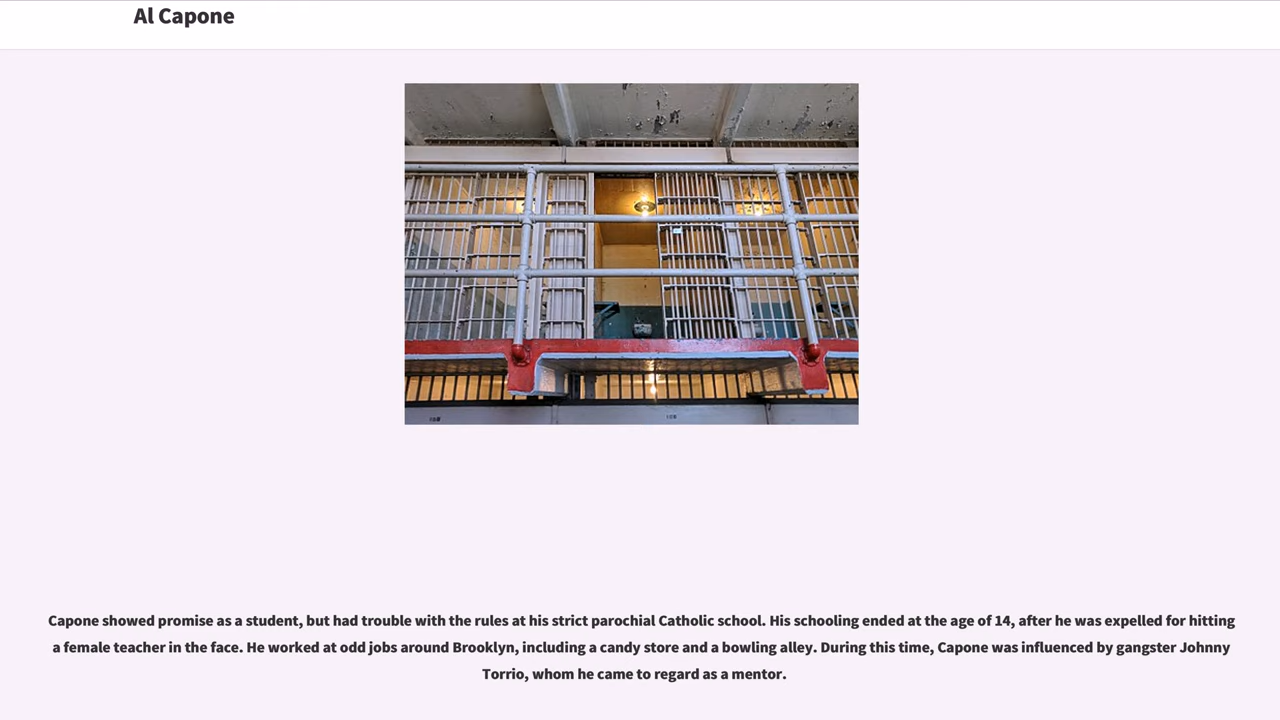 Al Capone
Capone showed promise as a student, but had trouble with the rules at his strict parochial Catholic school. His schooling ended at the age of 14, after he was expelled for hitting
a female teacher in the face. He worked at odd jobs around Brooklyn, including a candy store and a bowling alley. During this time, Capone was influenced by gangster Johnny
Torrio, whom he came to regard as a mentor.